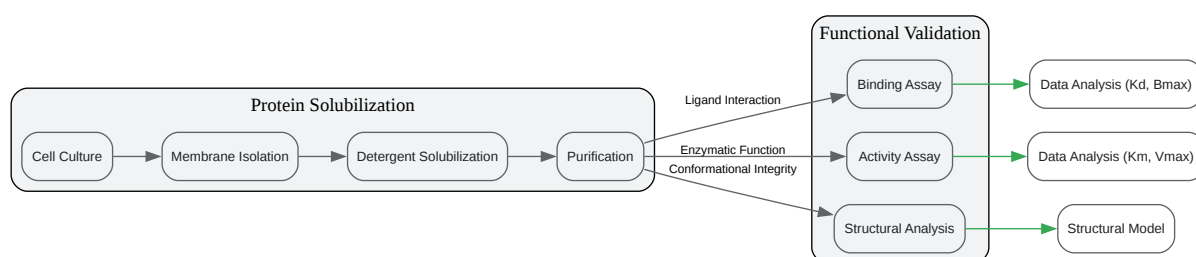 Functional Validation
Protein Solubilization
Cell Culture
Membrane Isolation
Detergent Solubilization
Purification
Ligand Interaction
Enzymatic Function
Conformational Integrity
Binding Assay
Data Analysis (Kd, Bmax)
Activity Assay
Data Analysis (Km, Vmax)
Structural Analysis
Structural Model